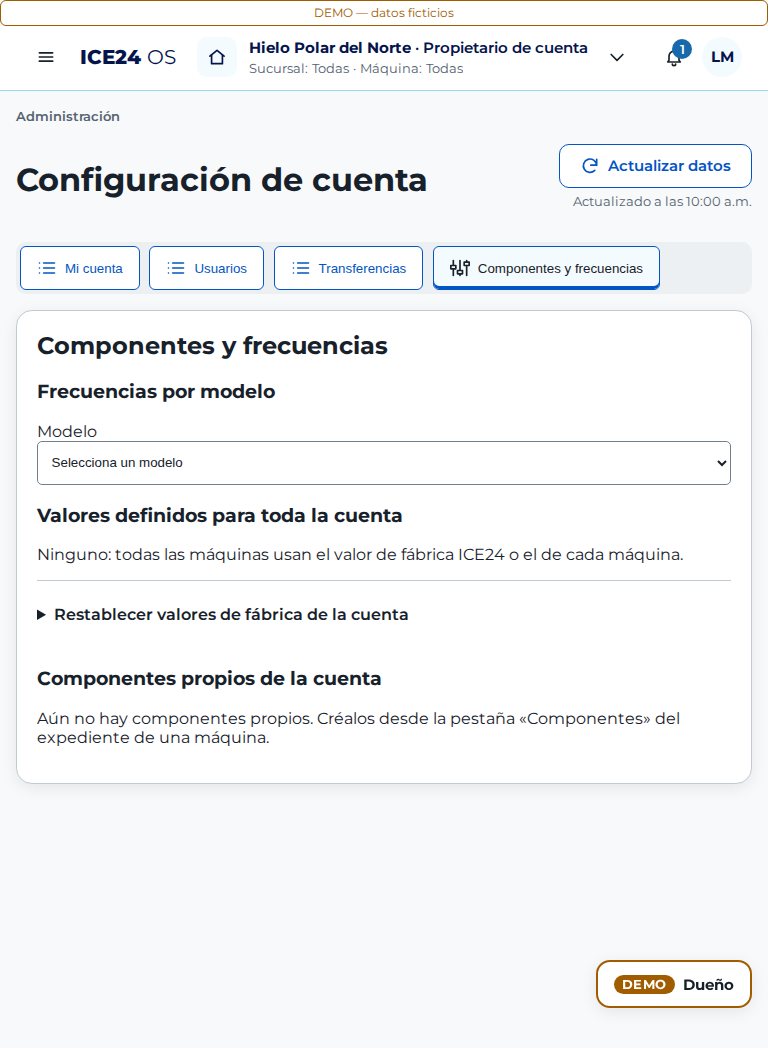 DEMO — datos ficticios
ICE24 OS
Hielo Polar del Norte · Propietario de cuenta
Sucursal: Todas · Máquina: Todas
1
LM
Administración
Configuración de cuenta
Actualizar datos
Actualizado a las 10:00 a.m.
Mi cuenta
Usuarios
Transferencias
Componentes y frecuencias
Componentes y frecuencias
Frecuencias por modelo
Modelo
Selecciona un modelo
Valores definidos para toda la cuenta
Ninguno: todas las máquinas usan el valor de fábrica ICE24 o el de cada máquina.
Restablecer valores de fábrica de la cuenta
Componentes propios de la cuenta
Aún no hay componentes propios. Créalos desde la pestaña «Componentes» del
expediente de una máquina.
DEMO Dueño